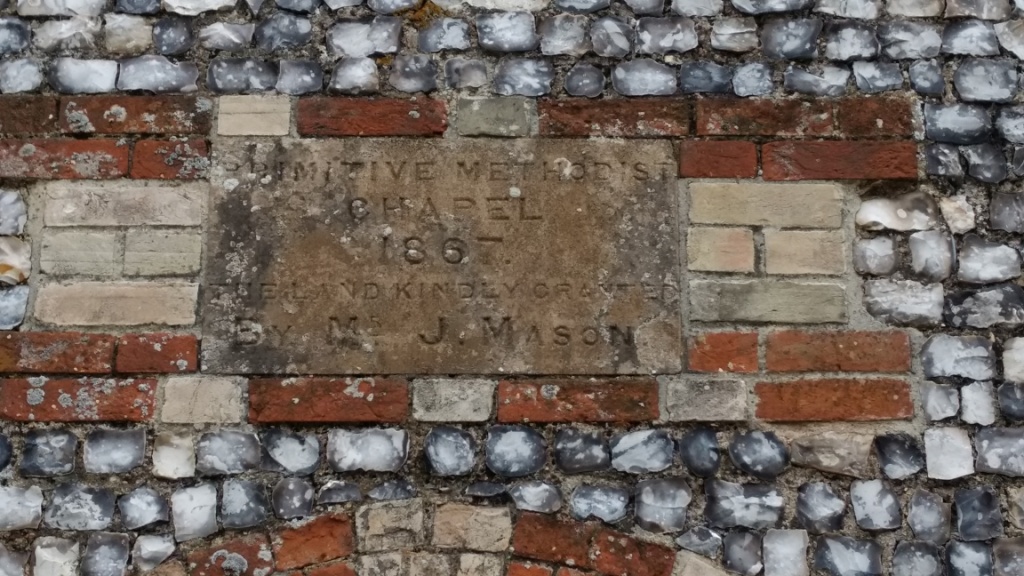 PRIMITIVE METHODIST
CHAPEL
1867.
THE LAND KINDLY GRANTED
BY Mr J. MASON